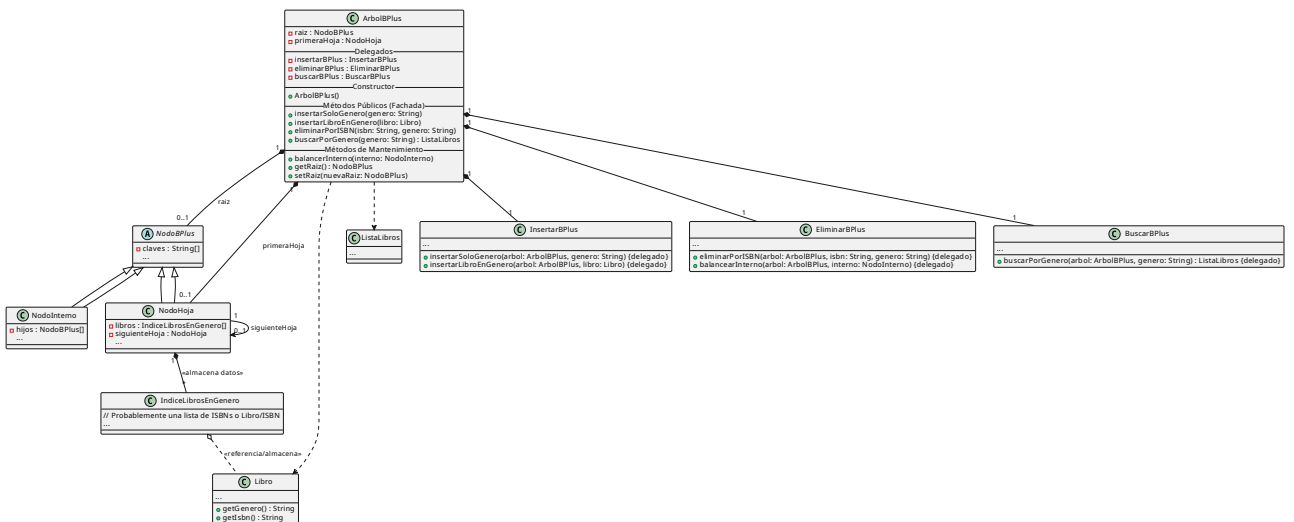 C ArbolBPlus
raiz : NodoBPlus
primeraHoja : NodoHoja
Delegados
insertarBPlus : InsertarBPlus
eliminarBPlus : EliminarBPlus
buscarBPlus : BuscarBPlus
Constructor
ArbolBPlus()
Métodos Públicos (Fachada)
insertarSoloGenero(genero: String)
insertarLibroEnGenero(libro: Libro)
eliminarPorISBN(isbn: String, genero: String)
buscarPorGenero(genero: String) : ListaLibros
Métodos de Mantenimiento
balancerInterno(interno: NodoInterno)
getRaiz() : NodoBPlus
setRaiz(nuevaRaiz: NodoBPlus)
1
1
1
1
1
raiz
0..1
primeraHoja
0..1
1
1
1
A NodoBPlus
claves : String[]
...
C ListaLibros
...
C InsertarBPlus
...
insertarSoloGenero(arbol: ArbolBPlus, genero: String) {delegado}
insertarLibroEnGenero(arbol: ArbolBPlus, libro: Libro) {delegado}
C EliminarBPlus
...
eliminarPorISBN(arbol: ArbolBPlus, isbn: String, genero: String) {delegado}
balancearInterno(arbol: ArbolBPlus, interno: NodoInterno) {delegado}
C BuscarBPlus
...
buscarPorGenero(arbol: ArbolBPlus, genero: String) : ListaLibros {delegado}
C NodoInterno
hijos : NodoBPlus[]
...
C NodoHoja
libros : IndiceLibrosEnGenero[]
siguienteHoja : NodoHoja
...
1
0..1
siguienteHoja
1
«almacena datos»
*
C IndiceLibrosEnGenero
// Probablemente una lista de ISBNs o Libro/ISBN
...
«referencia/almacena»
C Libro
...
getGenero() : String
getIsbn() : String